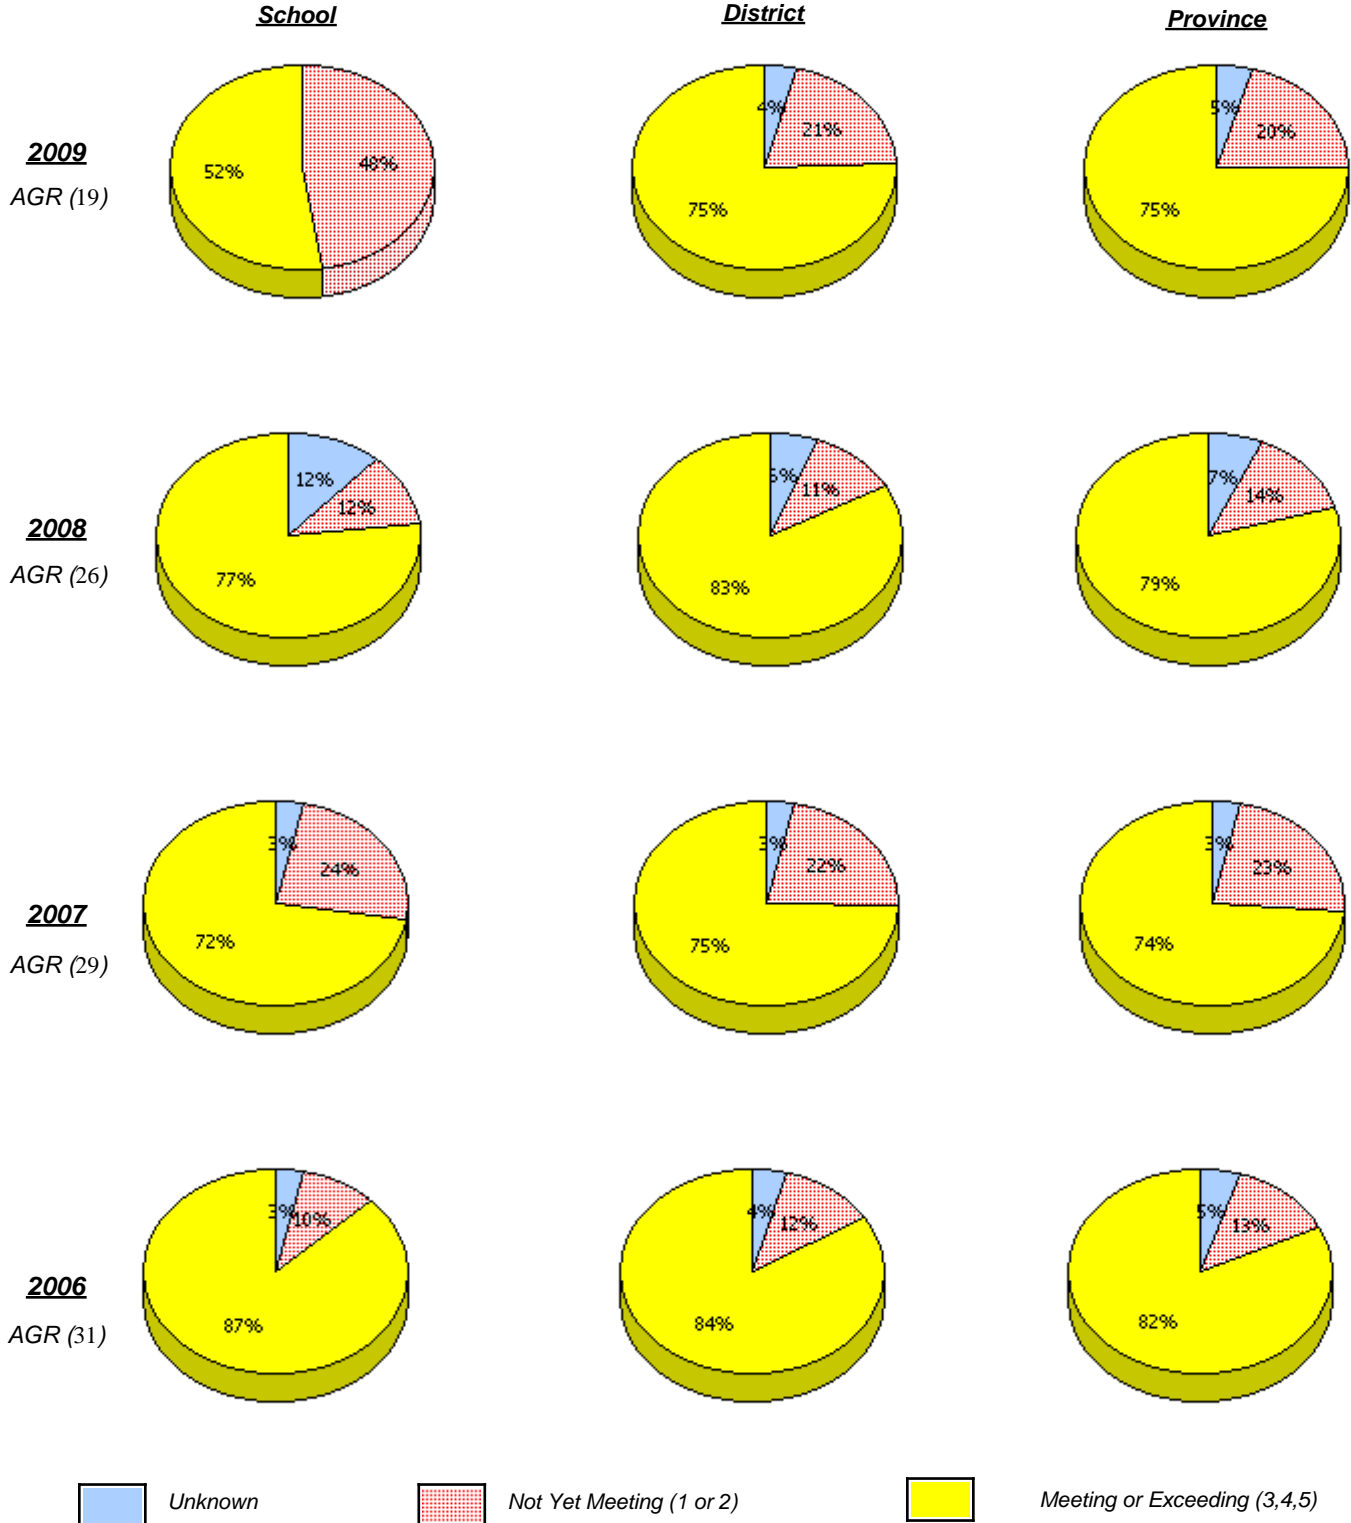 School District Province
2009
AGR (19)
52% 48%
4% 21% 75%
5% 20% 75%
2008
AGR (26)
12% 12% 77%
11% 83%
7% 14% 79%
2007
AGR (29)
3% 24% 72%
3% 22% 75%
3% 23% 74%
2006
AGR (31)
3% 10% 87%
4% 12% 84%
5% 13% 82%
Unknown Not Yet Meeting (1 or 2) Meeting or Exceeding (3,4,5)